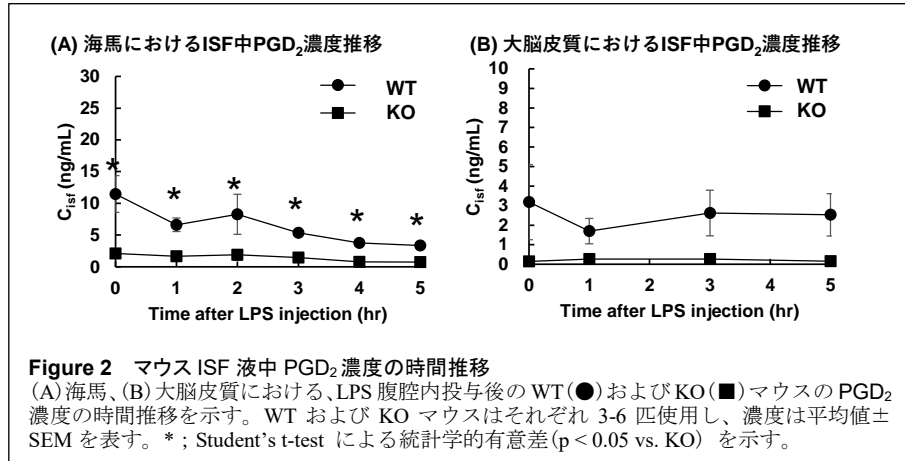 (A) 海馬におけるISF中PGD₂濃度推移
30
25
20
15
10
5
0
C_isf (ng/mL)
WT
KO
* * * * * *
0 1 2 3 4 5
Time after LPS injection (hr)
(B) 大脳皮質におけるISF中PGD₂濃度推移
10
9
8
7
6
5
4
3
2
1
0
C_isf (ng/mL)
WT
KO
0 1 2 3 4 5
Time after LPS injection (hr)
Figure 2 マウス ISF 液中 PGD₂ 濃度の時間推移
(A)海馬、(B)大脳皮質における、LPS 腹腔内投与後の WT(●)および KO(■)マウスの PGD₂
濃度の時間推移を示す。WT および KO マウスはそれぞれ 3-6 匹使用し、濃度は平均値±
SEM を表す。* ; Student's t-test による統計学的有意差(p < 0.05 vs. KO) を示す。